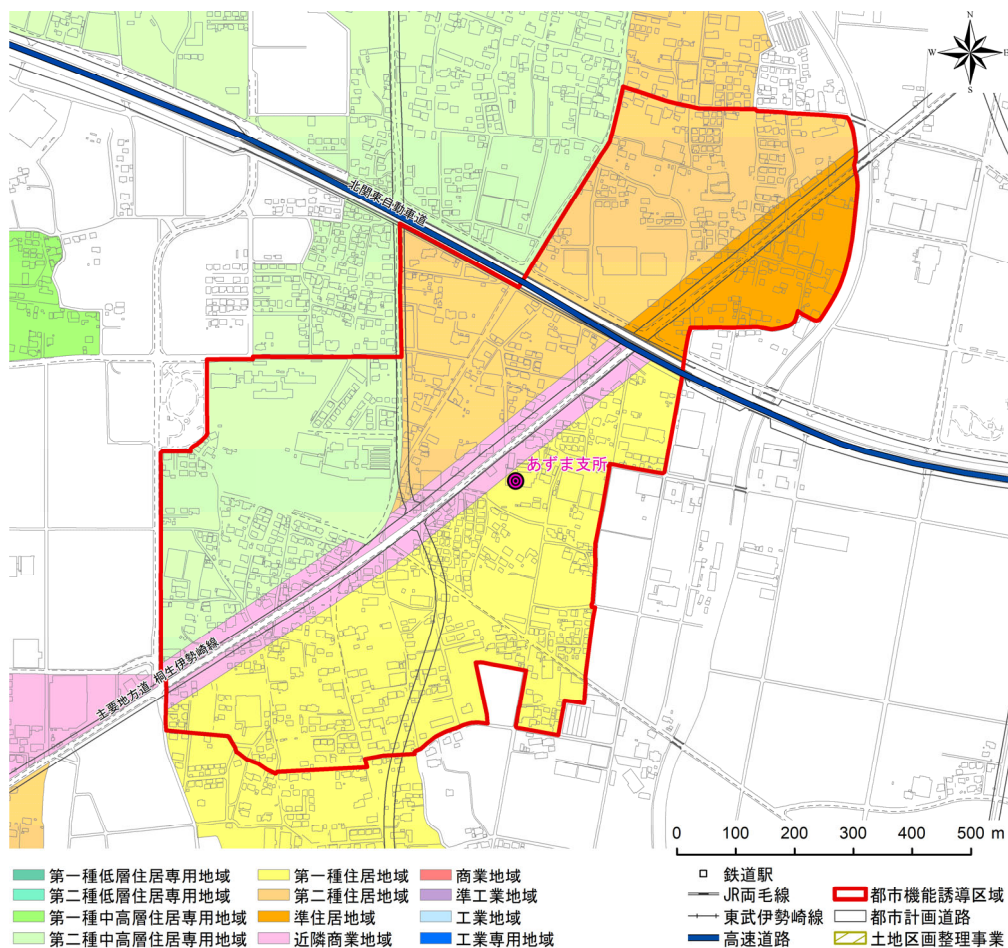 N
W
E
S
北関東自動車道
あずま支所
主要地方道 桐生伊勢崎線
0 100 200 300 400 500 m
第一種低層住居専用地域
第二種低層住居専用地域
第一種中高層住居専用地域
第二種中高層住居専用地域
第一種住居地域
第二種住居地域
準住居地域
近隣商業地域
商業地域
準工業地域
工業地域
工業専用地域
鉄道駅
JR両毛線
東武伊勢崎線
高速道路
都市機能誘導区域
都市計画道路
土地区画整理事業